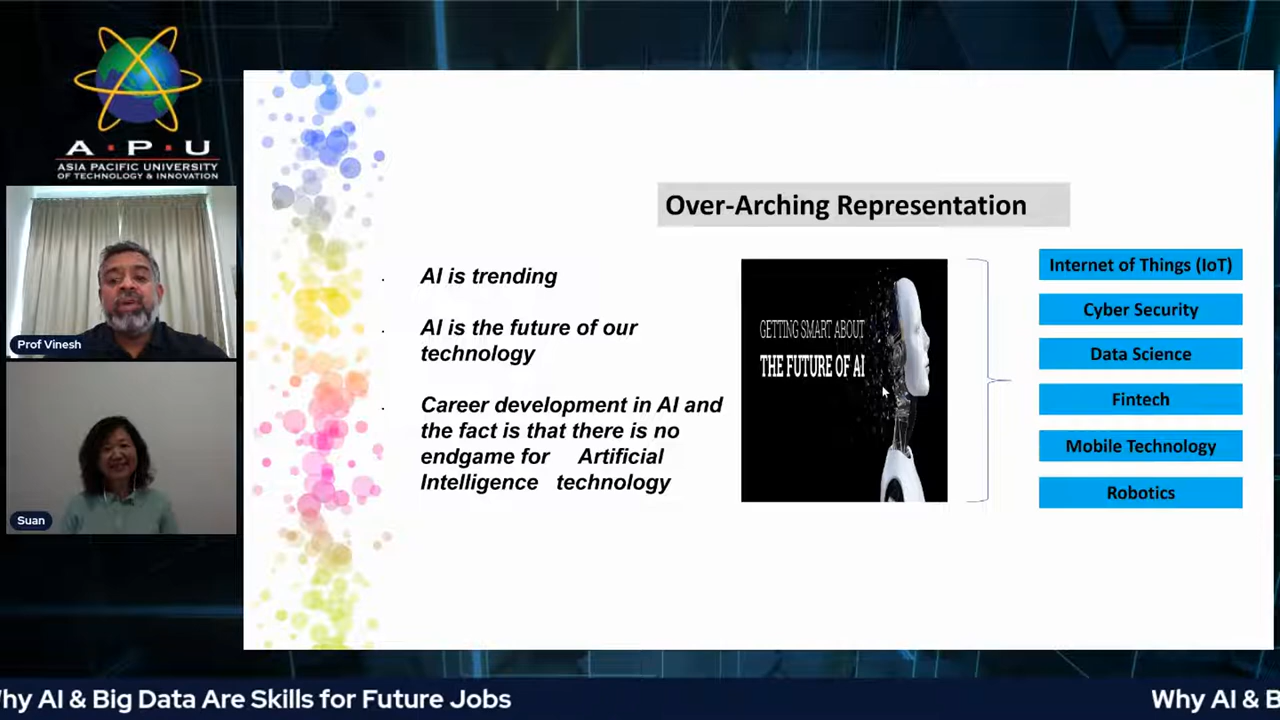 A·P·U
ASIA PACIFIC UNIVERSITY
OF TECHNOLOGY & INNOVATION
Prof Vinesh
Suan
Over-Arching Representation
· AI is trending
· AI is the future of our
technology
· Career development in AI and
the fact is that there is no
endgame for Artificial
Intelligence technology
GETTING SMART ABOUT
THE FUTURE OF AI
Internet of Things (IoT)
Cyber Security
Data Science
Fintech
Mobile Technology
Robotics
hy AI & Big Data Are Skills for Future Jobs
Why AI & B